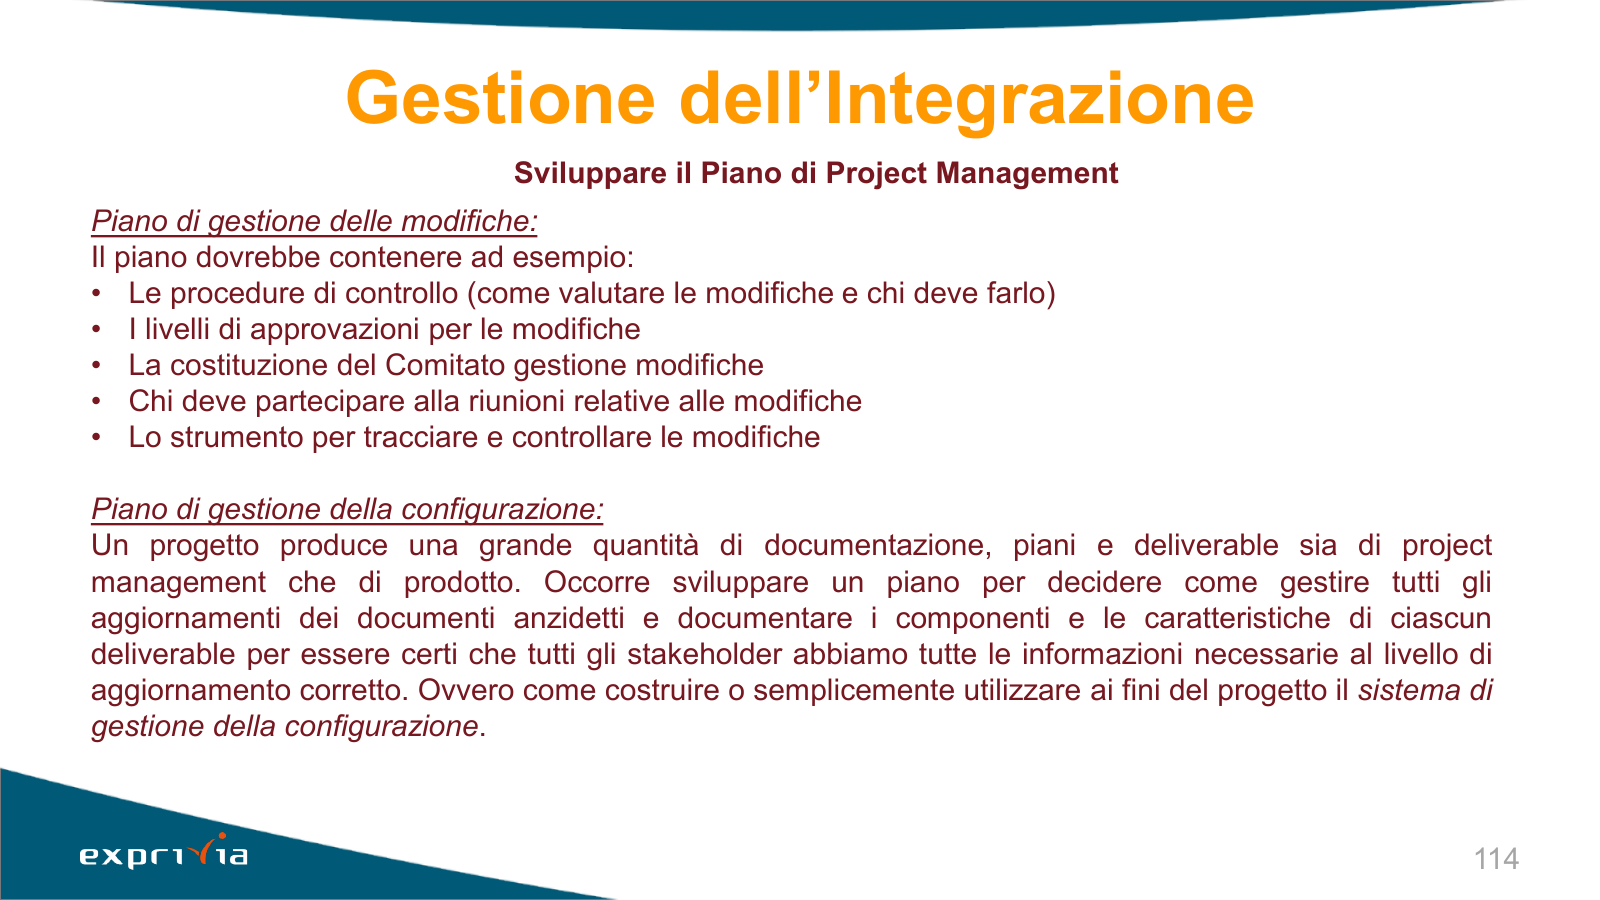 Gestione dell’Integrazione
Sviluppare il Piano di Project Management
Piano di gestione delle modifiche:
Il piano dovrebbe contenere ad esempio:
• Le procedure di controllo (come valutare le modifiche e chi deve farlo)
• I livelli di approvazioni per le modifiche
• La costituzione del Comitato gestione modifiche
• Chi deve partecipare alla riunioni relative alle modifiche
• Lo strumento per tracciare e controllare le modifiche
Piano di gestione della configurazione:
Un progetto produce una grande quantità di documentazione, piani e deliverable sia di project
management che di prodotto. Occorre sviluppare un piano per decidere come gestire tutti gli
aggiornamenti dei documenti anzidetti e documentare i componenti e le caratteristiche di ciascun
deliverable per essere certi che tutti gli stakeholder abbiamo tutte le informazioni necessarie al livello di
aggiornamento corretto. Ovvero come costruire o semplicemente utilizzare ai fini del progetto il sistema di
gestione della configurazione.
exprivia
114